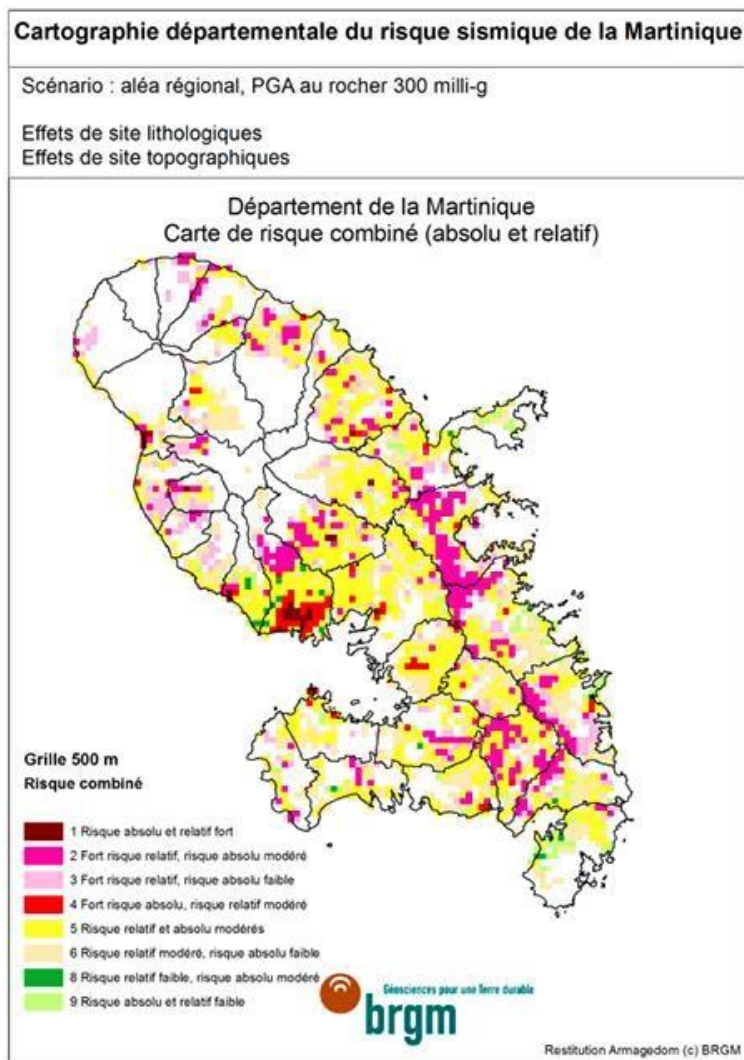 Cartographie départementale du risque sismique de la Martinique
Scénario : aléa régional, PGA au rocher 300 milli-g
Effets de site lithologiques
Effets de site topographiques
Département de la Martinique
Carte de risque combiné (absolu et relatif)
Grille 500 m
Risque combiné
1 Risque absolu et relatif fort
2 Fort risque relatif, risque absolu modéré
3 Fort risque relatif, risque absolu faible
4 Fort risque absolu, risque relatif modéré
5 Risque relatif et absolu modérés
6 Risque relatif modéré, risque absolu faible
8 Risque relatif faible, risque absolu modéré
9 Risque absolu et relatif faible
Géosciences pour une Terre durable
brgm
Restitution Armagedom (c) BRGM